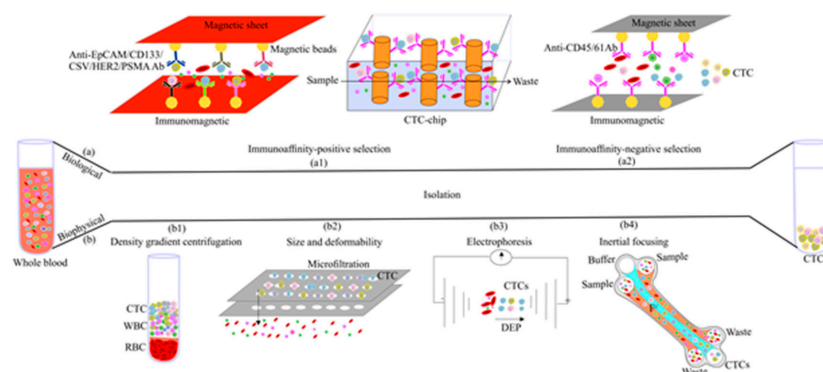 Magnetic sheet
Anti-EpCAM/CD133/
CSV/HER2/PSMA Ab
Magnetic beads
Immunomagnetic
Sample
Waste
CTC-chip
Magnetic sheet
Anti-CD45/61Ab
CTC
Immunomagnetic
(a)
Biological
Immunoaffinity-positive selection
(a1)
Immunoaffinity-negative selection
(a2)
Isolation
Biophysical
(b)
Whole blood
CTC
(b1)
Density gradient centrifugation
CTC
WBC
RBC
(b2)
Size and deformability
Microfiltration
CTC
(b3)
Electrophoresis
CTCs
DEP
(b4)
Inertial focusing
Buffer
Sample
Sample
Waste
Waste
CTCs